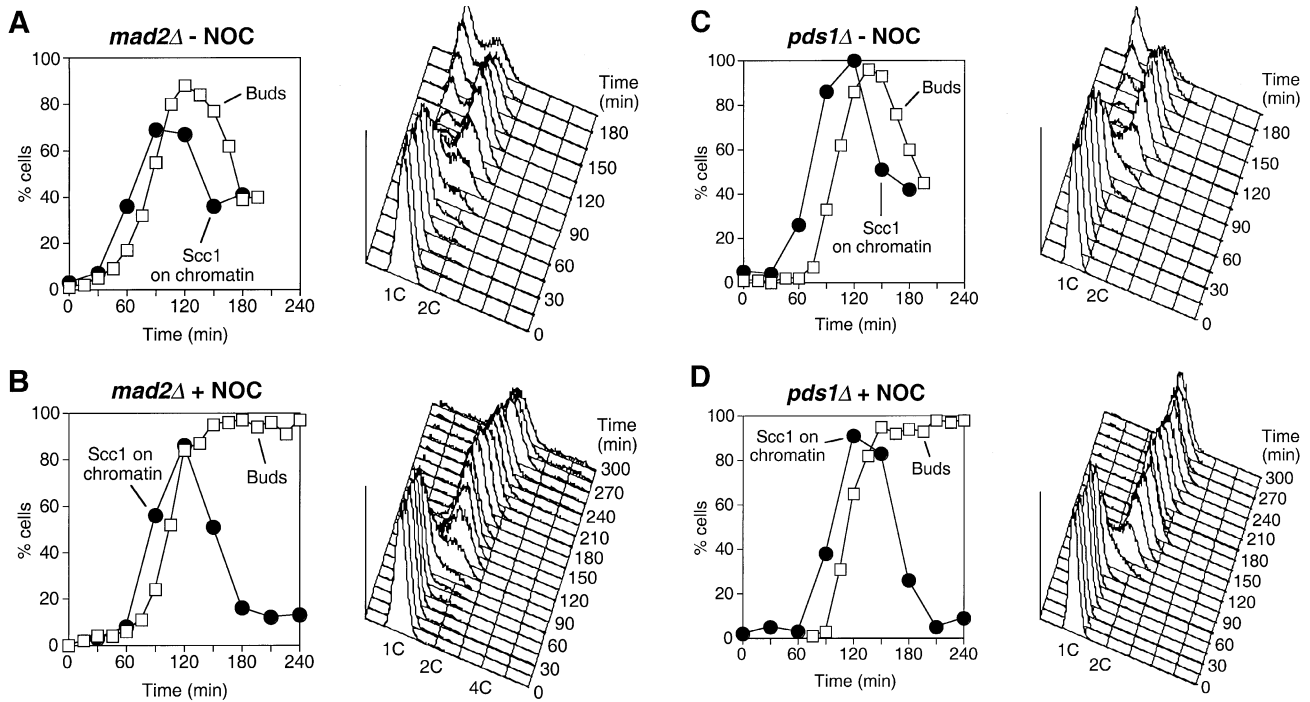 A
mad2Δ - NOC
100
80
60
40
20
0
% cells
Buds
Scc1
on chromatin
0 60 120 180 240
Time (min)
Time
(min)
180
150
120
90
60
30
0
1C
2C
C
pds1Δ - NOC
100
80
60
40
20
0
% cells
Buds
Scc1
on chromatin
0 60 120 180 240
Time (min)
Time
(min)
180
150
120
90
60
30
0
1C
2C
B
mad2Δ + NOC
100
80
60
40
20
0
% cells
Scc1 on
chromatin
Buds
0 60 120 180 240
Time (min)
Time
(min)
300
270
240
210
180
150
120
90
60
30
0
1C
2C
4C
D
pds1Δ + NOC
100
80
60
40
20
0
% cells
Scc1 on
chromatin
Buds
0 60 120 180 240
Time (min)
Time
(min)
300
270
240
210
180
150
120
90
60
30
0
1C
2C